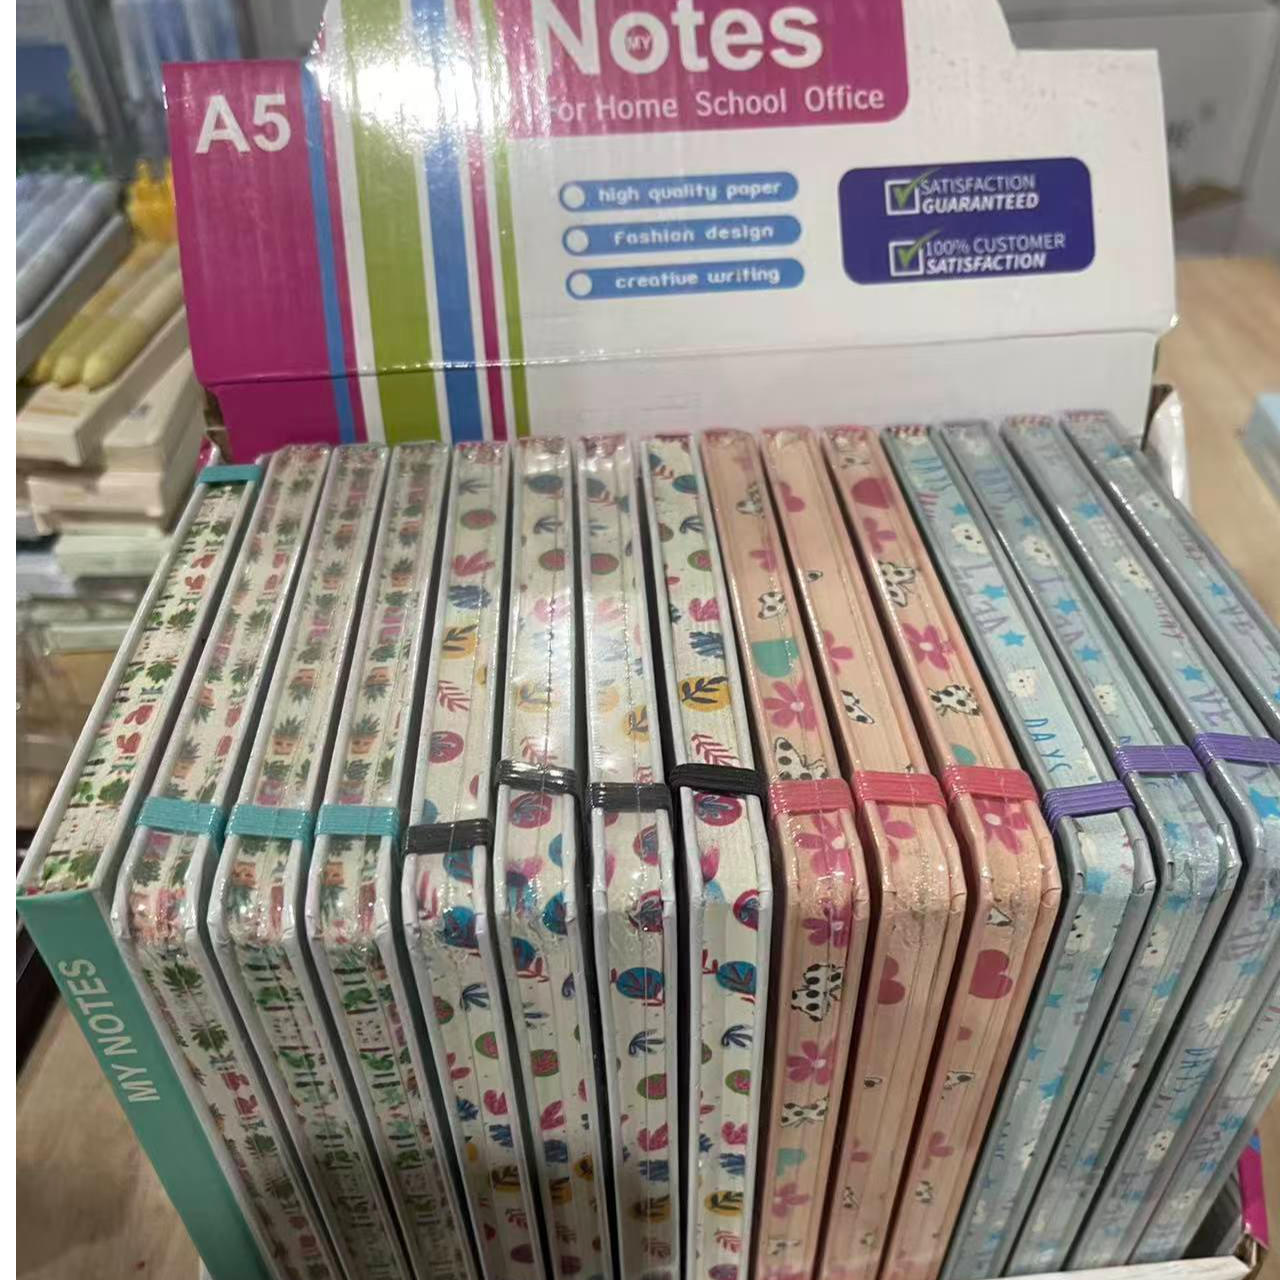 Notes
MY
A5
For Home School Office
high quality paper
Fashion design
creative writing
SATISFACTION
GUARANTEED
100% CUSTOMER
SATISFACTION
DAYS
MY NOTES